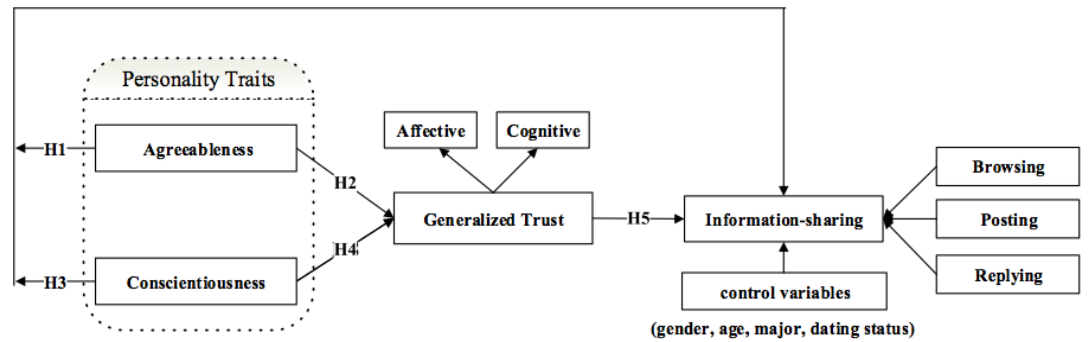 Personality Traits
H1
Agreeableness
H2
H3
Conscientiousness
H4
Affective
Cognitive
Generalized Trust
H5
Information-sharing
control variables
(gender, age, major, dating status)
Browsing
Posting
Replying